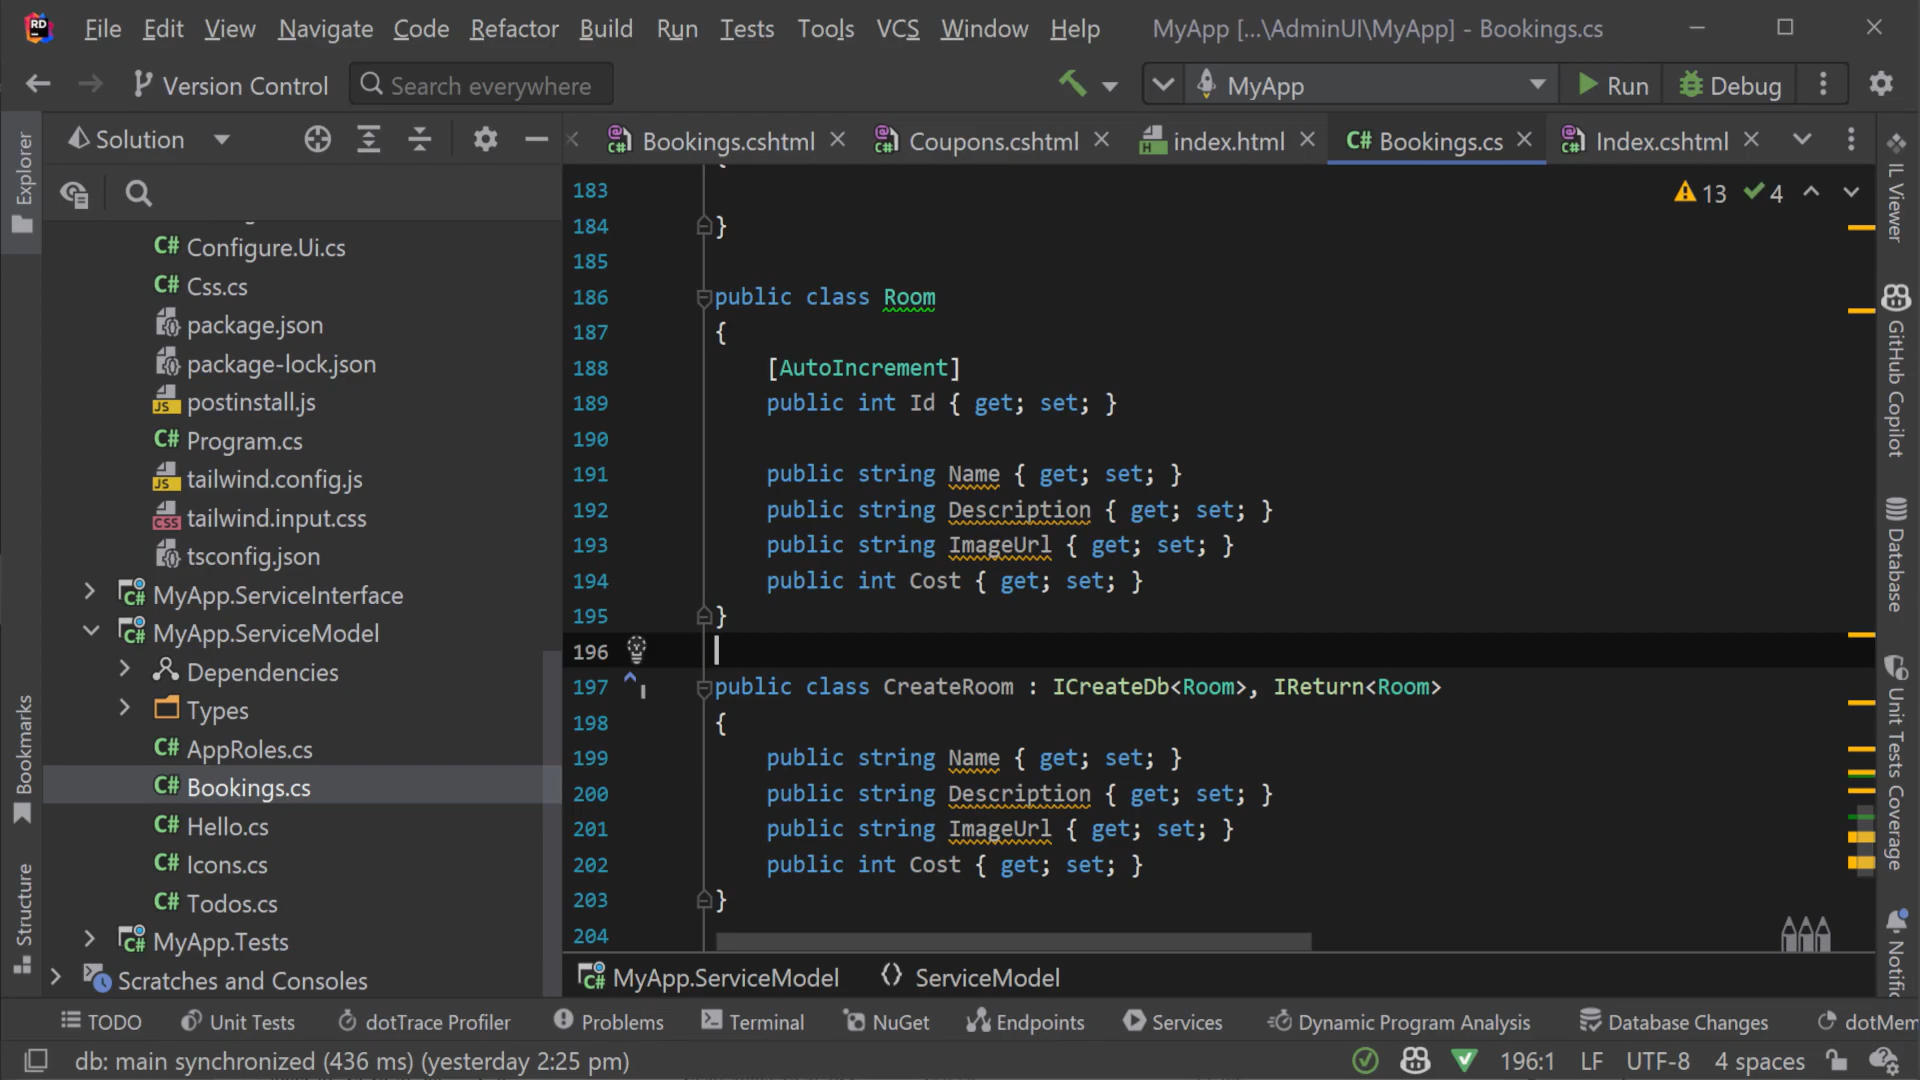 File Edit View Navigate Code Refactor Build Run Tests Tools VCS Window Help MyApp [...\AdminUI\MyApp] - Bookings.cs
Version Control Search everywhere MyApp Run Debug
Solution Bookings.cshtml Coupons.cshtml index.html C# Bookings.cs Index.cshtml
Explorer
Bookmarks
Structure
C# Configure.Ui.cs
C# Css.cs
package.json
package-lock.json
JS postinstall.js
C# Program.cs
JS tailwind.config.js
CSS tailwind.input.css
tsconfig.json
MyApp.ServiceInterface
MyApp.ServiceModel
Dependencies
Types
C# AppRoles.cs
C# Bookings.cs
C# Hello.cs
C# Icons.cs
C# Todos.cs
MyApp.Tests
Scratches and Consoles
13 4
183
184 }
185
186 public class Room
187 {
188 [AutoIncrement]
189 public int Id { get; set; }
190
191 public string Name { get; set; }
192 public string Description { get; set; }
193 public string ImageUrl { get; set; }
194 public int Cost { get; set; }
195 }
196
197 public class CreateRoom : ICreateDb<Room>, IReturn<Room>
198 {
199 public string Name { get; set; }
200 public string Description { get; set; }
201 public string ImageUrl { get; set; }
202 public int Cost { get; set; }
203 }
204
IL Viewer
GitHub Copilot
Database
Unit Tests Coverage
Notific
MyApp.ServiceModel ServiceModel
TODO Unit Tests dotTrace Profiler Problems Terminal NuGet Endpoints Services Dynamic Program Analysis Database Changes dotMem
db: main synchronized (436 ms) (yesterday 2:25 pm) 196:1 LF UTF-8 4 spaces